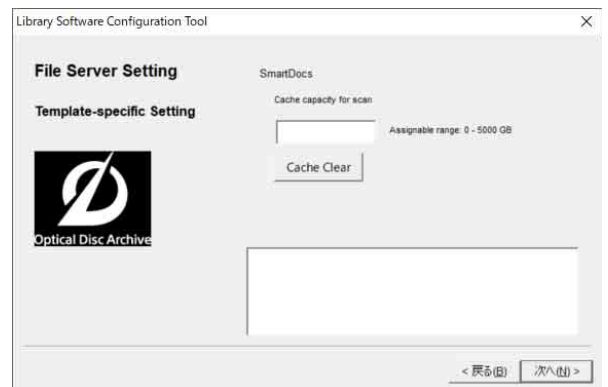 Library Software Configuration Tool
File Server Setting
SmartDocs
Cache capacity for scan
Template-specific Setting
Assignable range: 0 - 5000 GB
Cache Clear
Optical Disc Archive
< 戻る(B)
次へ(N) >